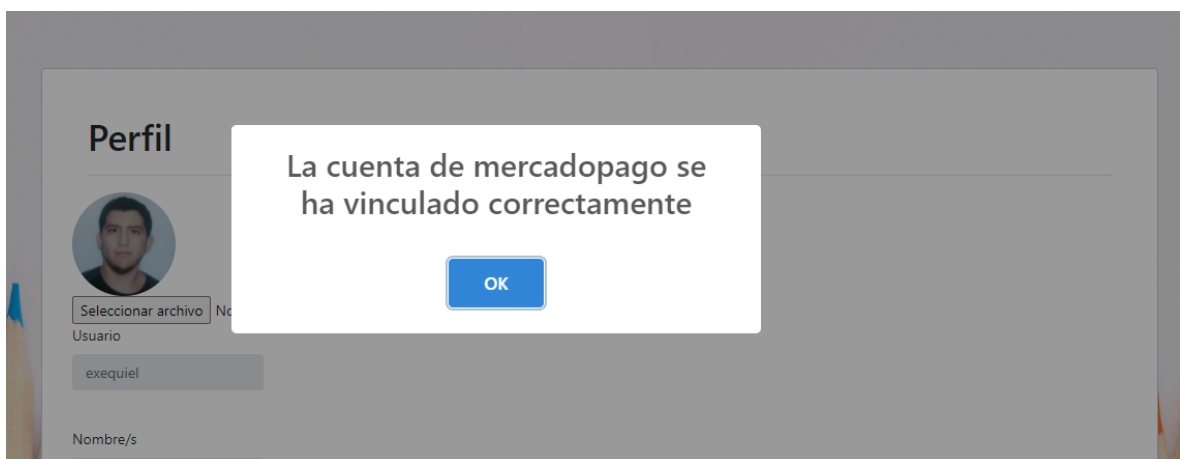 Perfil
La cuenta de mercadopago se
ha vinculado correctamente
OK
Seleccionar archivo
Usuario
exequiel
Nombre/s